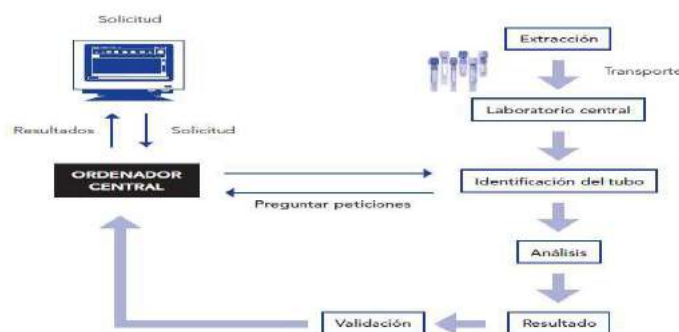 Solicitud
Extracción
Transporte
Laboratorio central
Resultados
Solicitud
ORDENADOR
CENTRAL
Identificación del tubo
Preguntar peticiones
Análisis
Validación
Resultado